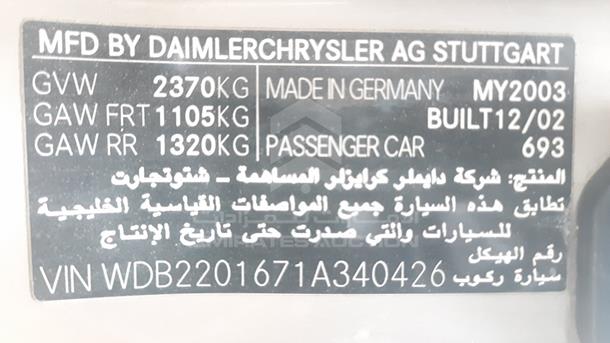 MFD BY DAIMLERCHRYSLER AG STUTTGART
GVW 2370KG MADE IN GERMANY MY2003
GAW FRT 1105KG BUILT12/02
GAW RR 1320KG PASSENGER CAR 693
المنتج: شركة دايملر كرايزلر المساهمة – شتوتجارت
تطابق هذه السيارة جميع المواصفات القياسية الخليجية
للسيارات والتي صدرت حتى تاريخ الإنتاج
رقم الهيكل
VIN WDB2201671A340426 سيارة ركوب
EMIRATES AUCTION